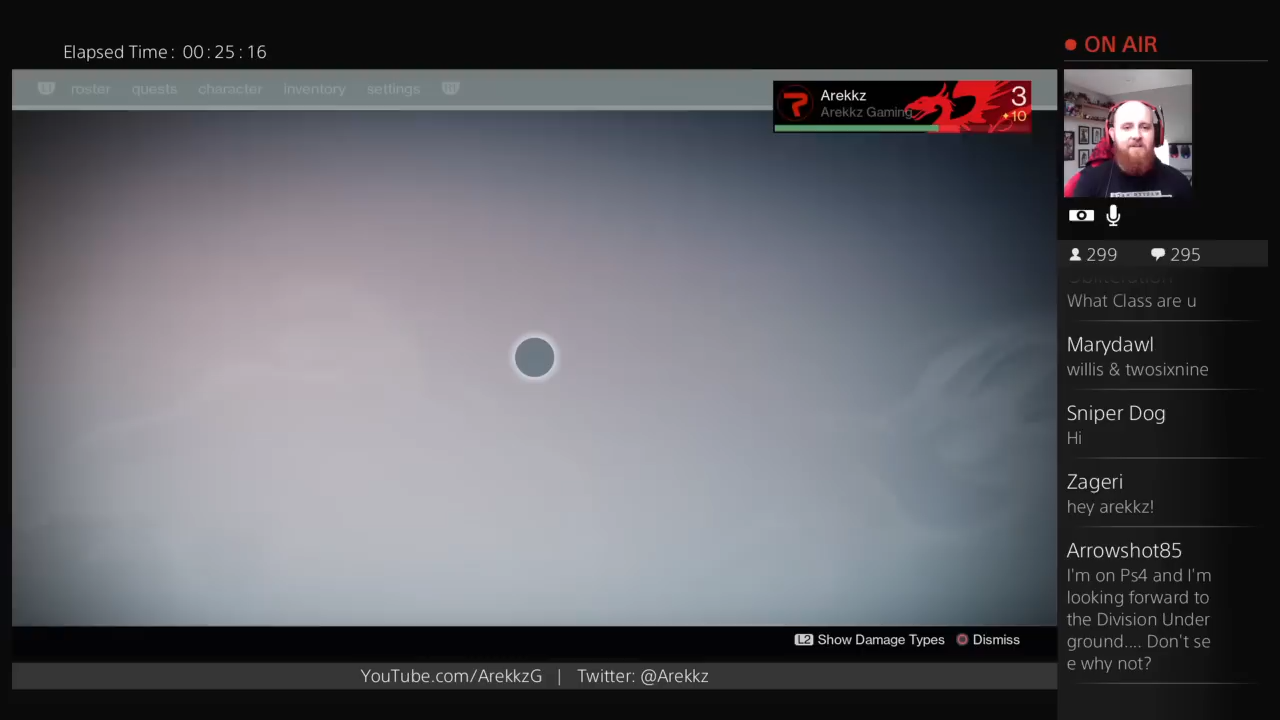 Elapsed Time: 00:25:16
ON AIR
L1 roster quests character inventory settings R1
Arekkz
Arekkz Gaming
3
+10
299 295
What Class are u
Marydawl
willis & twosixnine
Sniper Dog
Hi
Zageri
hey arekkz!
Arrowshot85
I'm on Ps4 and I'm
looking forward to
the Division Under
ground.... Don't se
e why not?
L2 Show Damage Types Dismiss
YouTube.com/ArekkzG | Twitter: @Arekkz